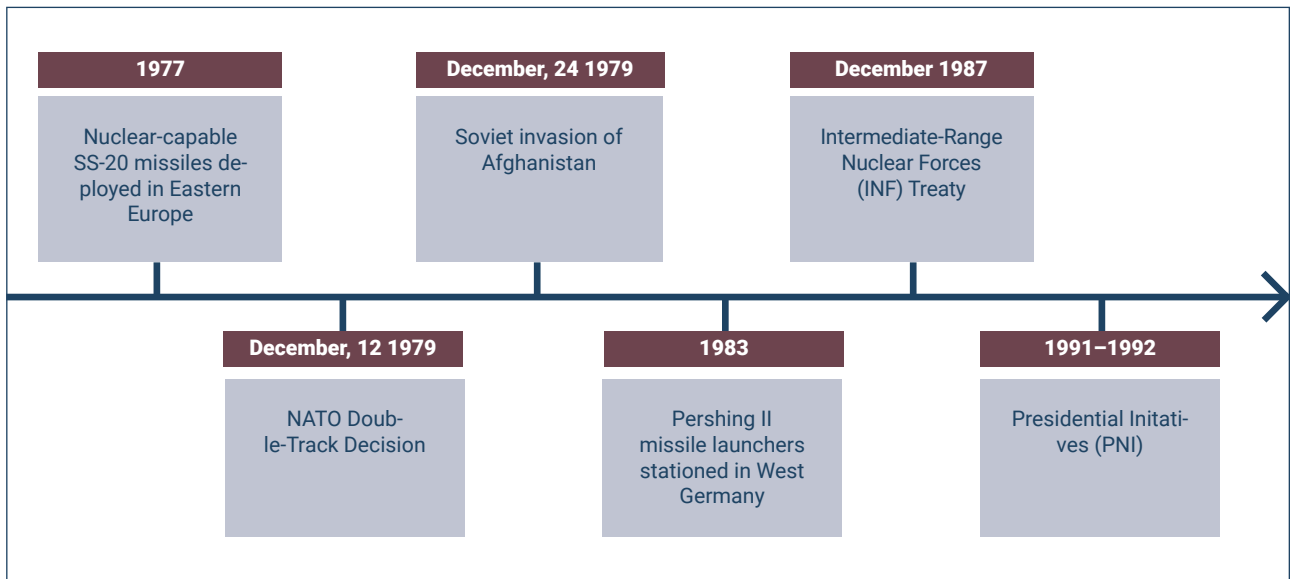 1977
Nuclear-capable
SS-20 missiles de-
ployed in Eastern
Europe
December, 12 1979
NATO Doub-
le-Track Decision
December, 24 1979
Soviet invasion of
Afghanistan
1983
Pershing II
missile launchers
stationed in West
Germany
December 1987
Intermediate-Range
Nuclear Forces
(INF) Treaty
1991–1992
Presidential Initati-
ves (PNI)